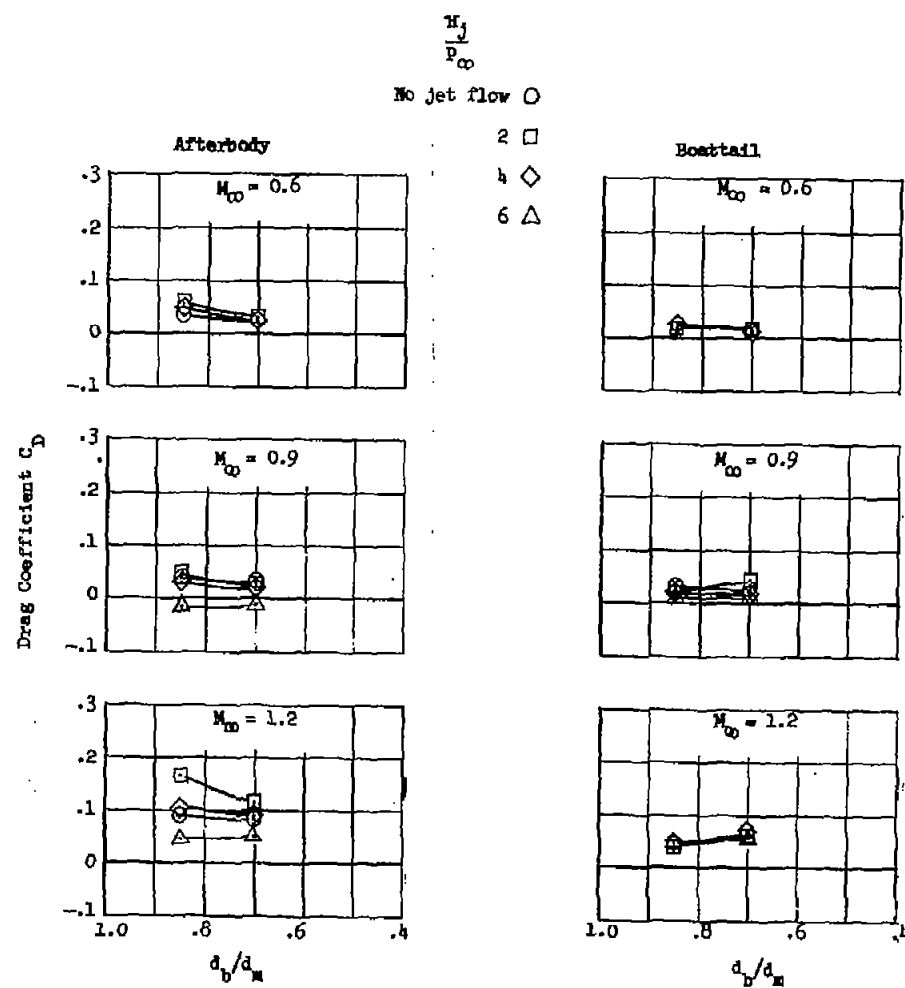 H_j
p_∞
No jet flow ○
2 □
4 ◇
6 △
Afterbody
Boattail
M_∞ = 0.6
.3
.2
.1
0
-.1
M_∞ = 0.6
Drag Coefficient C_D
M_∞ = 0.9
.3
.2
.1
0
-.1
M_∞ = 0.9
M_∞ = 1.2
.3
.2
.1
0
-.1
1.0 .8 .6 .4
d_b/d_m
M_∞ = 1.2
1.0 .8 .6
d_b/d_m